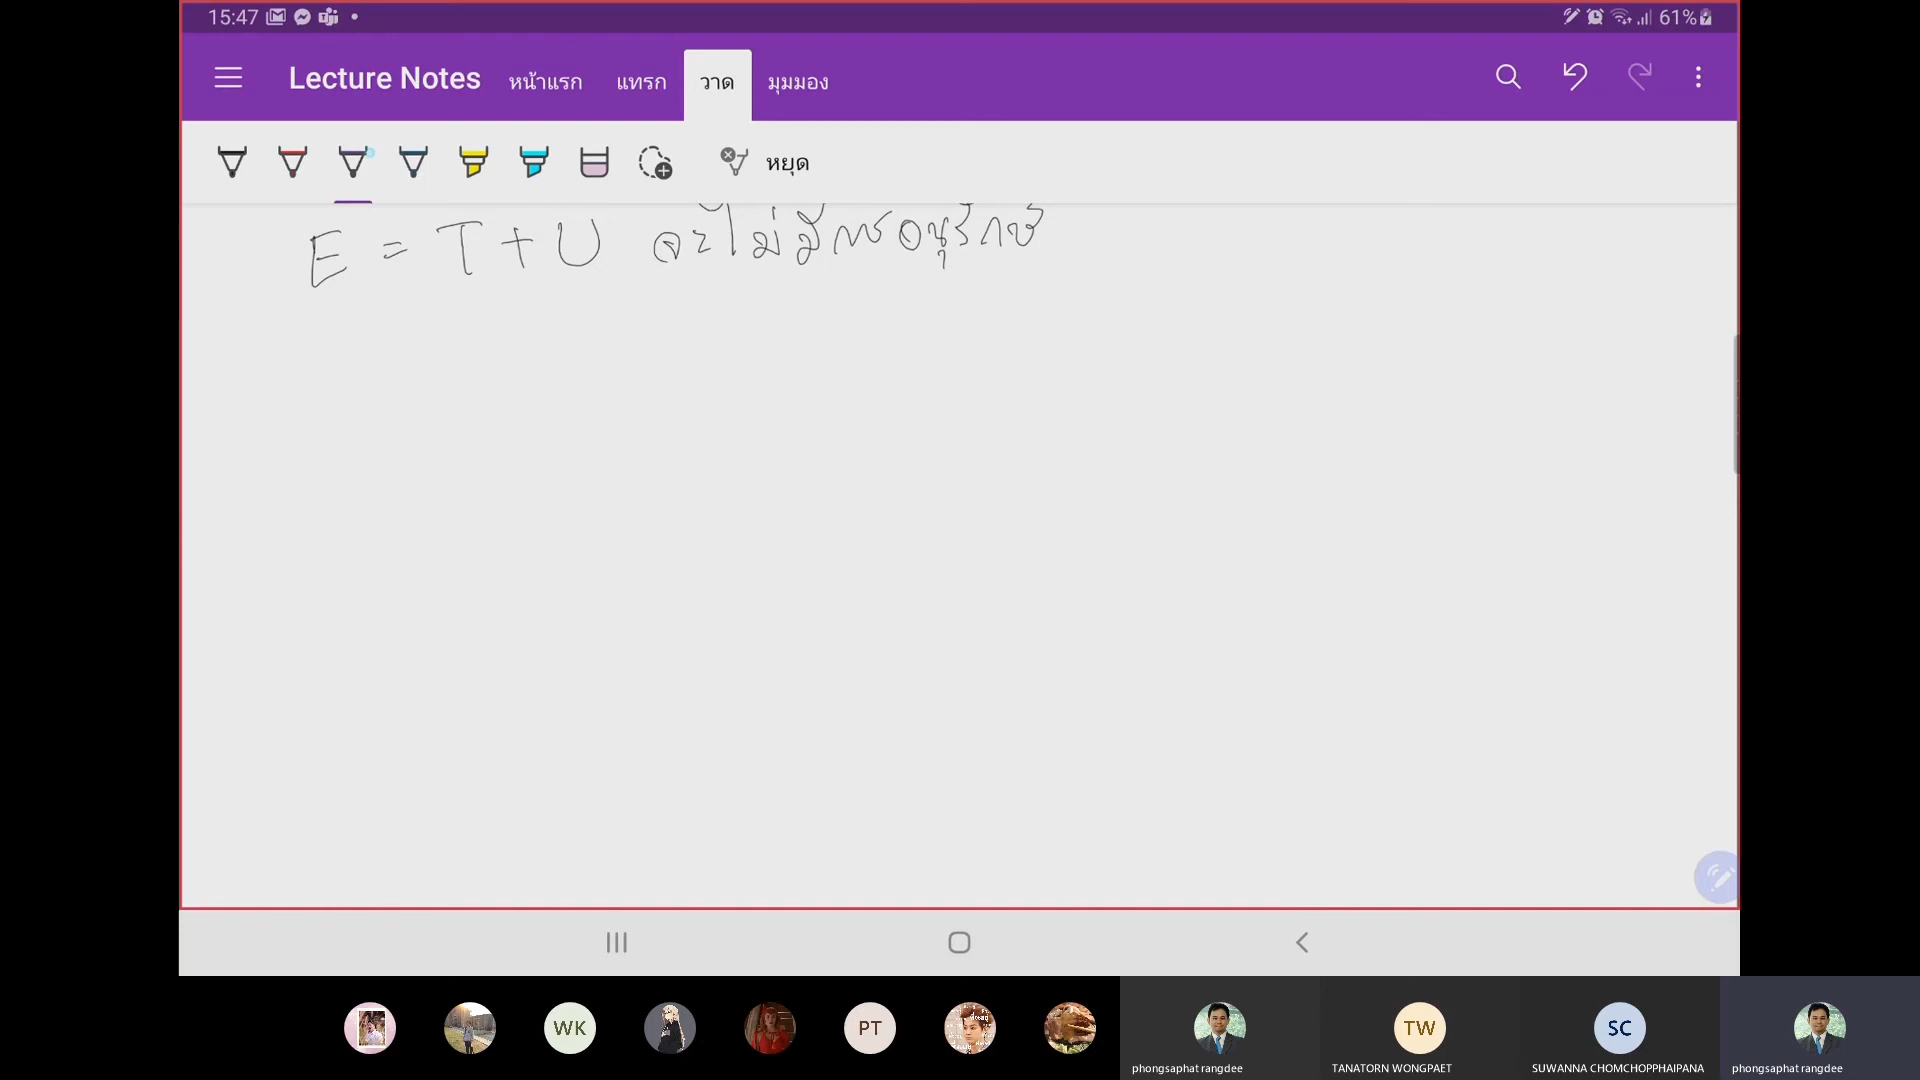 15:47
61%
Lecture Notes หน้าแรก แทรก วาด มุมมอง
หยุด
E = T + U จะไม่มีการอนุรักษ์
WK PT TW SC
phongsaphat rangdee TANATORN WONGPAET SUWANNA CHOMCHOPPHAIPANA phongsaphat rangdee